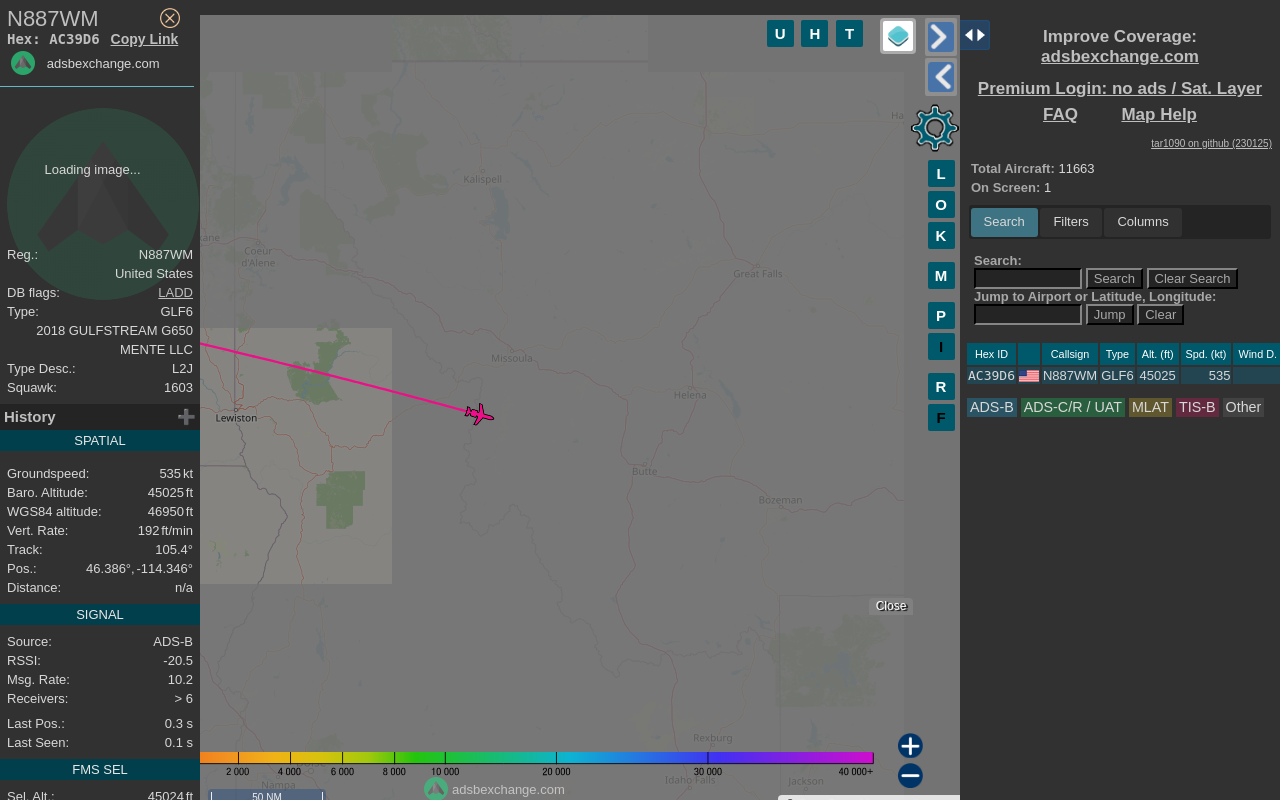 N887WM
Hex: AC39D6 Copy Link
adsbexchange.com
Loading image...
Reg.: N887WM
United States
DB flags: LADD
Type: GLF6
2018 GULFSTREAM G650
MENTE LLC
Type Desc.: L2J
Squawk: 1603
History
SPATIAL
Groundspeed: 535 kt
Baro. Altitude: 45025 ft
WGS84 altitude: 46950 ft
Vert. Rate: 192 ft/min
Track: 105.4°
Pos.: 46.386°, -114.346°
Distance: n/a
SIGNAL
Source: ADS-B
RSSI: -20.5
Msg. Rate: 10.2
Receivers: > 6
Last Pos.: 0.3 s
Last Seen: 0.1 s
FMS SEL
Sel. Alt.: 45024 ft
U H T
L
O
K
M
P
I
R
F
Kalispell
Coeur
d'Alene
Great Falls
Missoula
Helena
Lewiston
Butte
Bozeman
Close
Rexburg
Idaho Falls
Jackson
Nampa
2 000 4 000 6 000 8 000 10 000 20 000 30 000 40 000+
adsbexchange.com
50 NM
Improve Coverage:
adsbexchange.com
Premium Login: no ads / Sat. Layer
FAQ Map Help
tar1090 on github (230125)
Total Aircraft: 11663
On Screen: 1
Search Filters Columns
Search:
Search Clear Search
Jump to Airport or Latitude, Longitude:
Jump Clear
Hex ID Callsign Type Alt. (ft) Spd. (kt) Wind D.
AC39D6 N887WM GLF6 45025 535
ADS-B ADS-C/R / UAT MLAT TIS-B Other